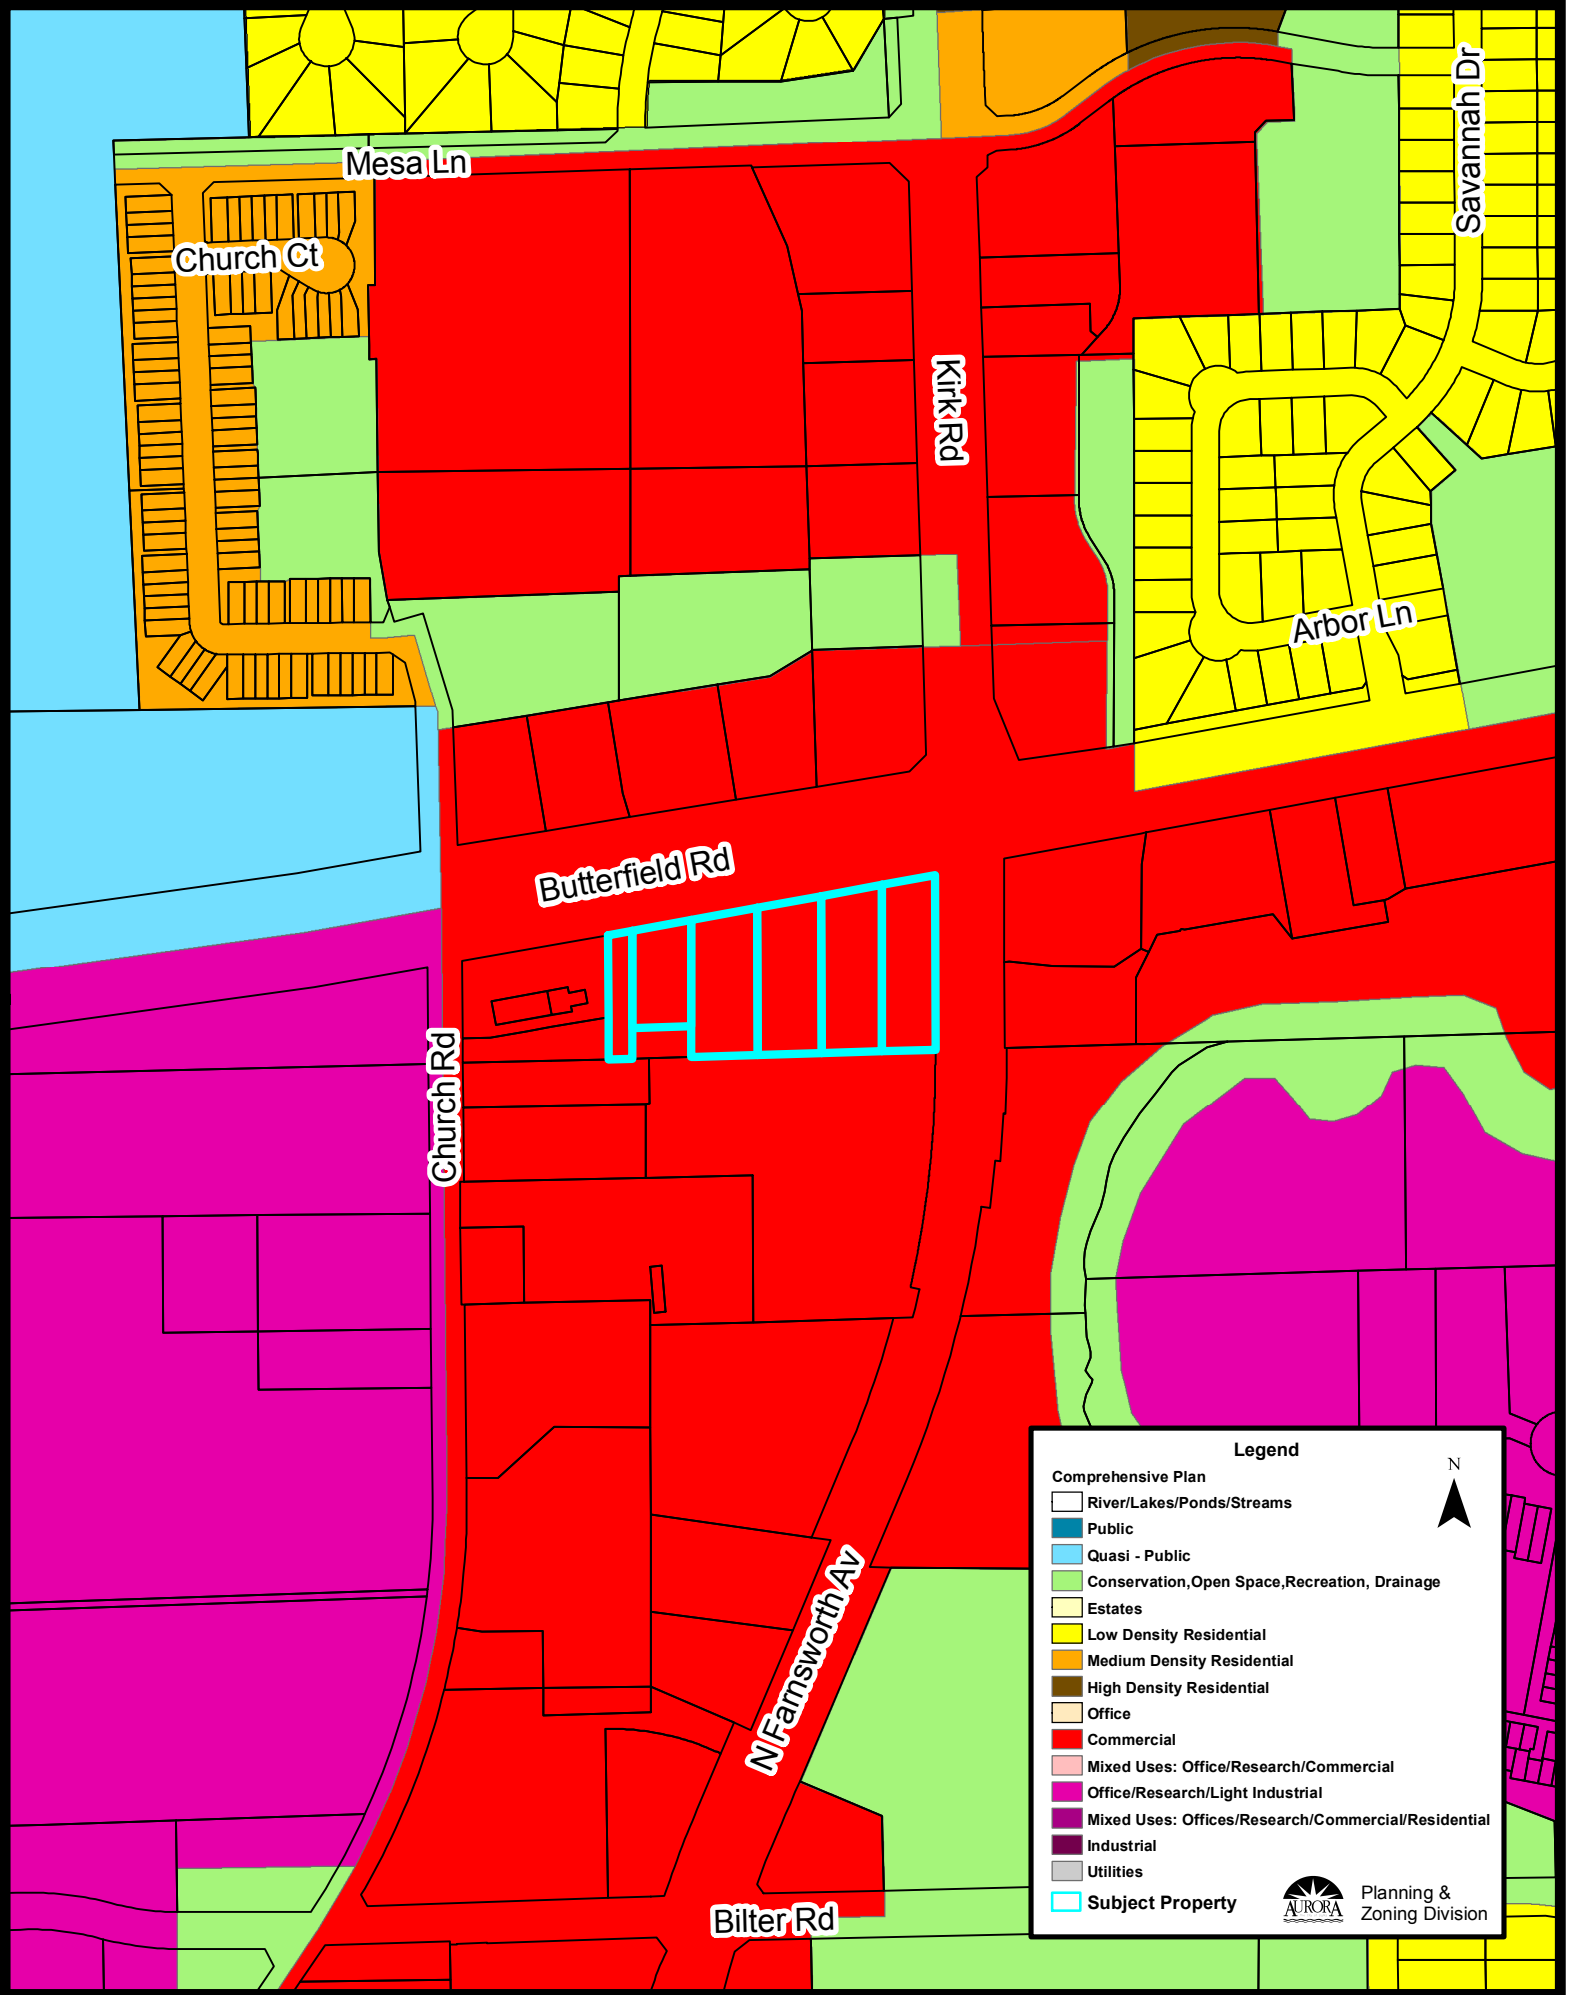 Savannah Dr
Mesa Ln
Church Ct
Kirk Rd
Arbor Ln
Butterfield Rd
Church Rd
N Farnsworth Av
Bilter Rd
Legend
N
Comprehensive Plan
River/Lakes/Ponds/Streams
Public
Quasi - Public
Conservation,Open Space,Recreation, Drainage
Estates
Low Density Residential
Medium Density Residential
High Density Residential
Office
Commercial
Mixed Uses: Office/Research/Commercial
Office/Research/Light Industrial
Mixed Uses: Offices/Research/Commercial/Residential
Industrial
Utilities
Subject Property
AURORA
Planning &
Zoning Division